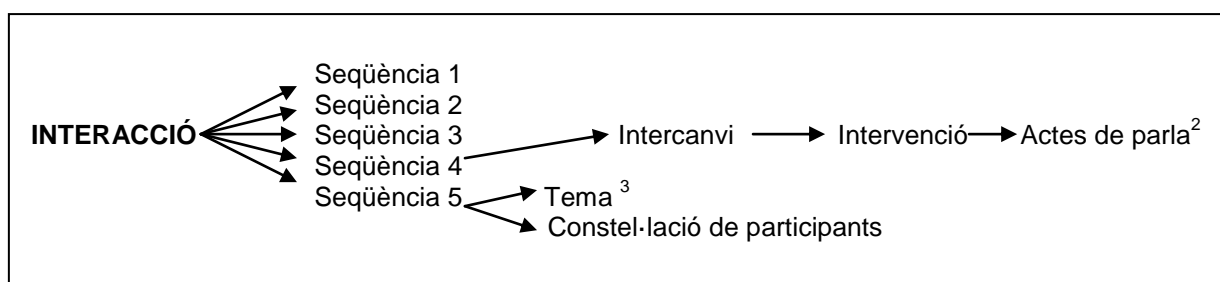 Seqüència 1
Seqüència 2
INTERACCIÓ Seqüència 3 Intercanvi Intervenció Actes de parla2
Seqüència 4
Seqüència 5 Tema 3
Constel·lació de participants